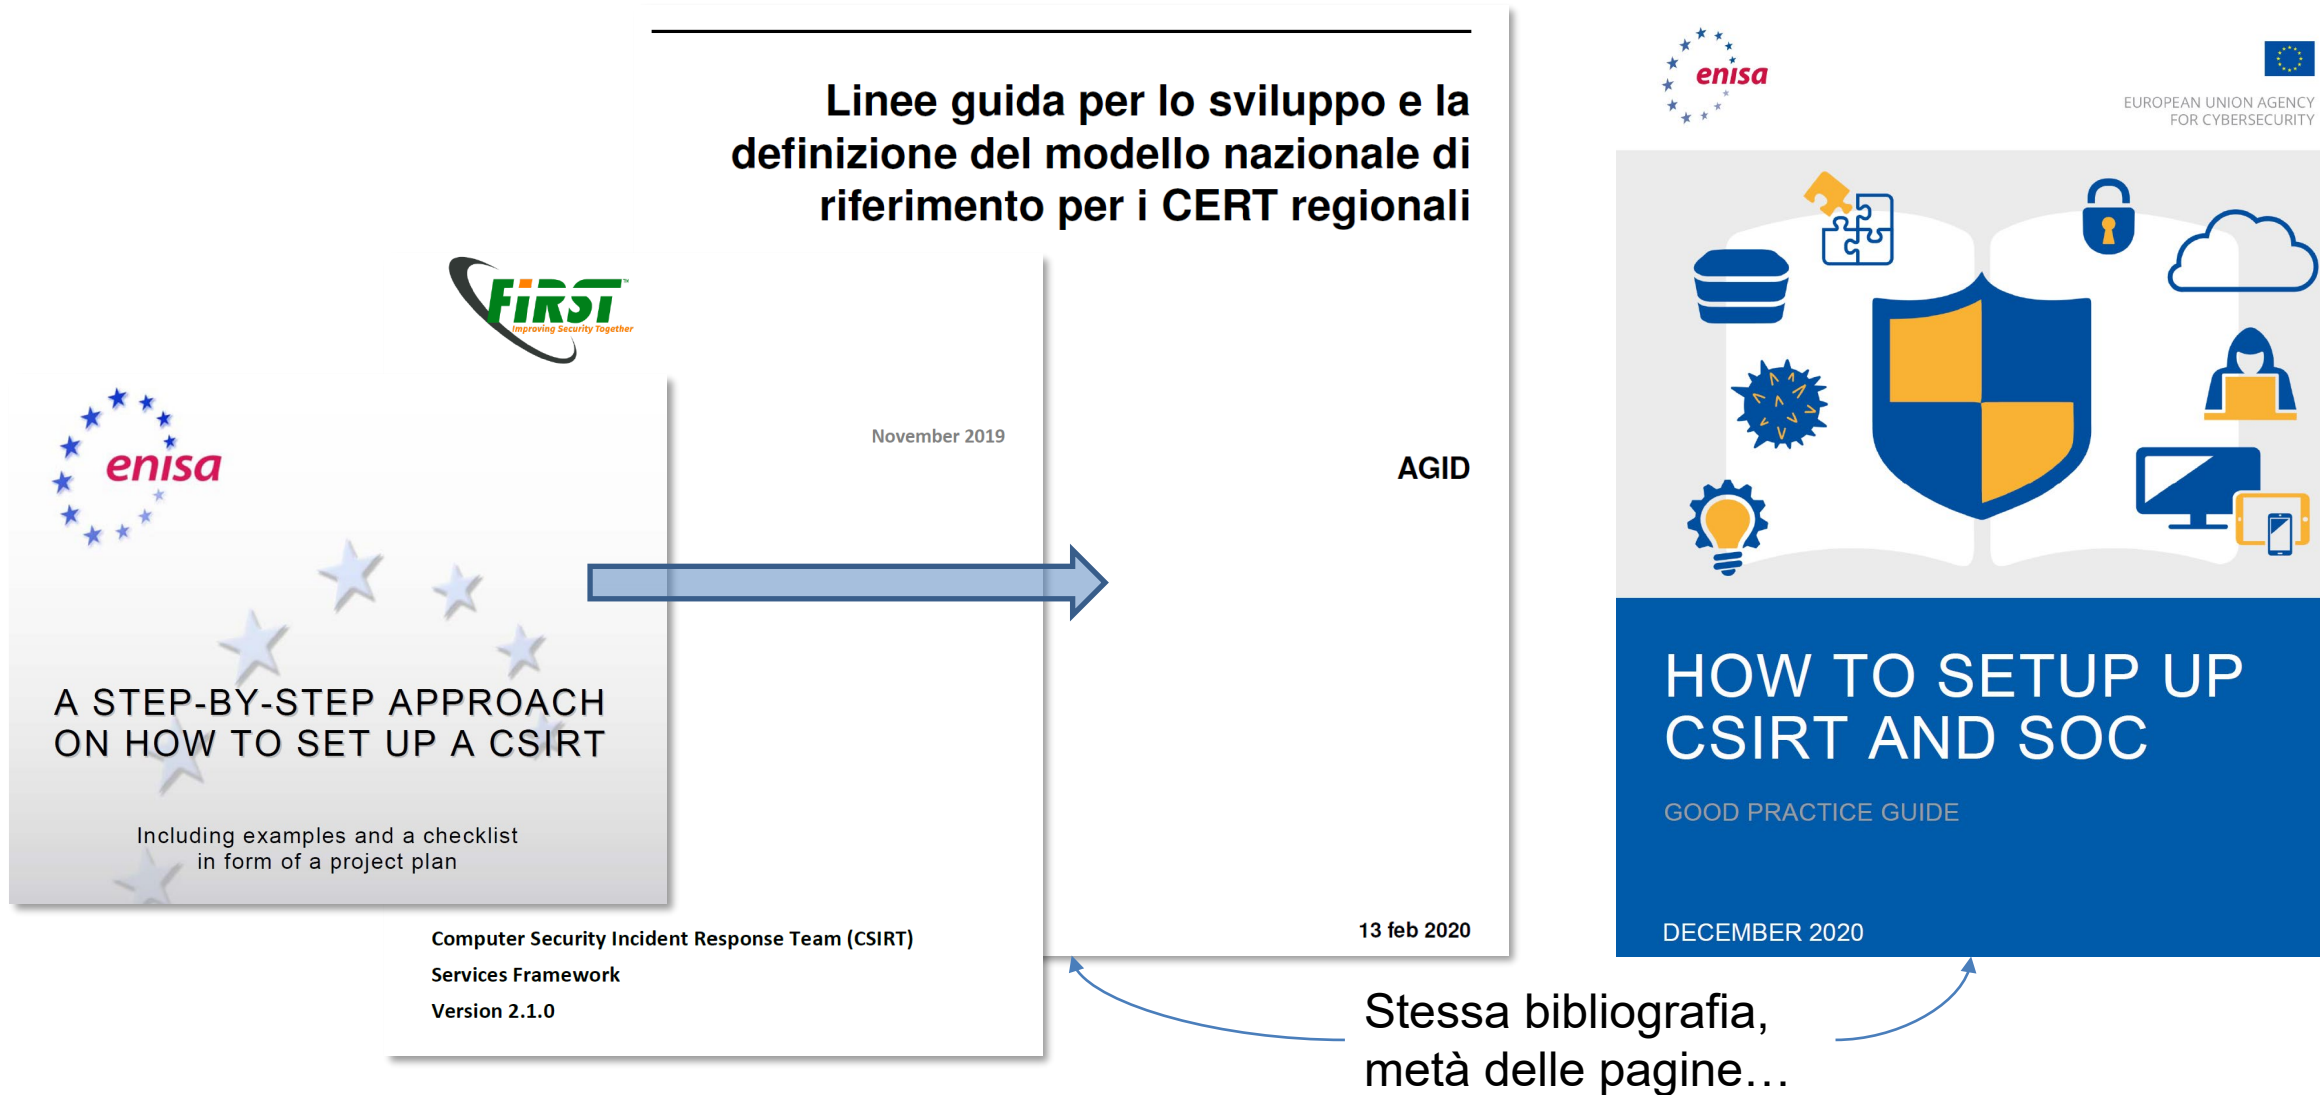 Linee guida per lo sviluppo e la
definizione del modello nazionale di
riferimento per i CERT regionali
AGID
13 feb 2020
FiRST™
Improving Security Together
November 2019
Computer Security Incident Response Team (CSIRT)
Services Framework
Version 2.1.0
enisa
A STEP-BY-STEP APPROACH
ON HOW TO SET UP A CSIRT
Including examples and a checklist
in form of a project plan
enisa
EUROPEAN UNION AGENCY
FOR CYBERSECURITY
HOW TO SETUP UP
CSIRT AND SOC
GOOD PRACTICE GUIDE
DECEMBER 2020
Stessa bibliografia,
metà delle pagine…